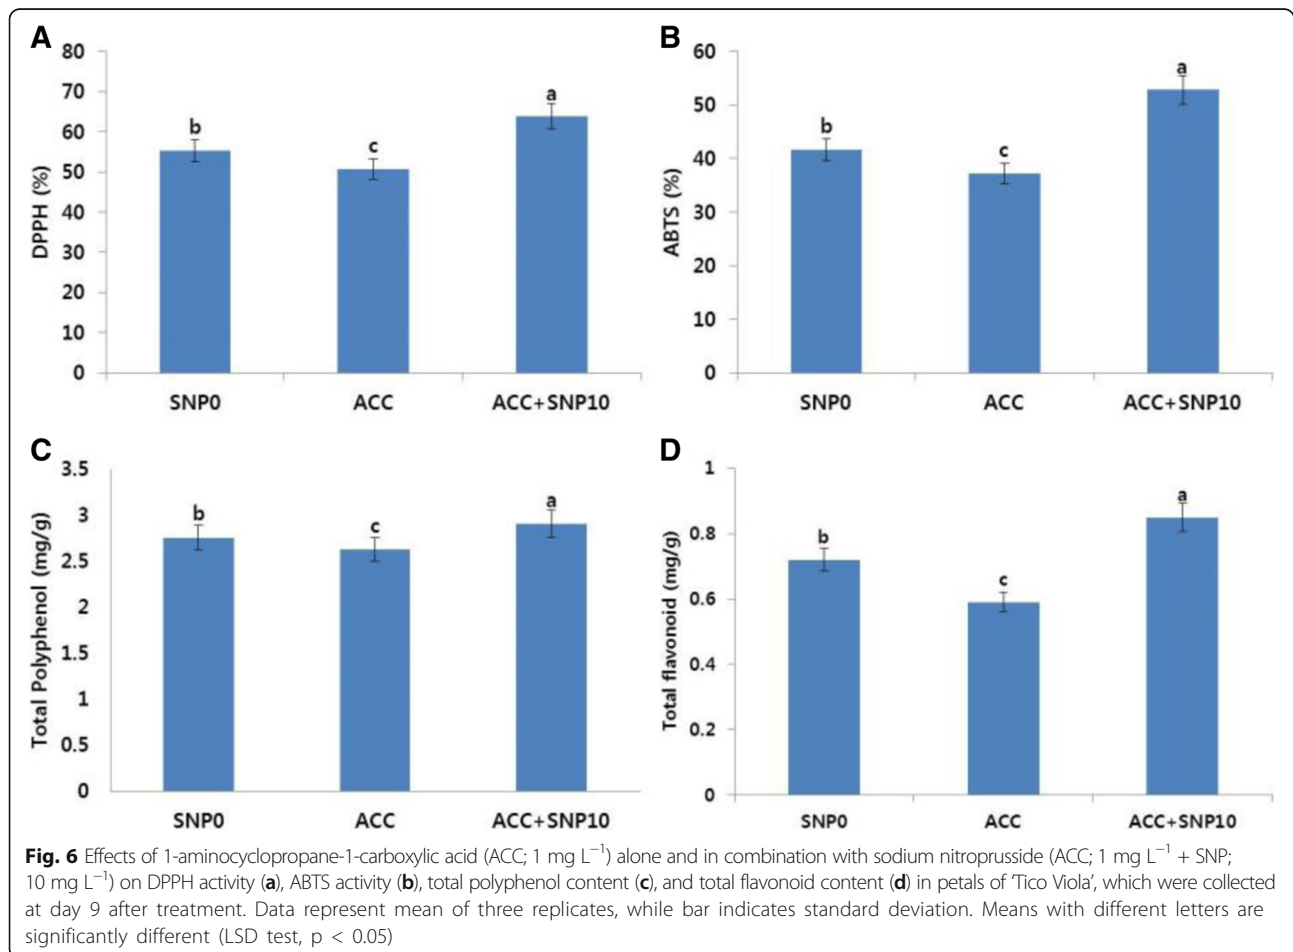 A
80
70
60
50
40
30
20
10
0
DPPH (%)
b
c
a
SNP0 ACC ACC+SNP10
B
60
50
40
30
20
10
0
ABTS (%)
b
c
a
SNP0 ACC ACC+SNP10
C
3.5
3
2.5
2
1.5
1
0.5
0
Total Polyphenol (mg/g)
b
c
a
SNP0 ACC ACC+SNP10
D
1
0.8
0.6
0.4
0.2
0
Total flavonoid (mg/g)
b
c
a
SNP0 ACC ACC+SNP10
Fig. 6 Effects of 1-aminocyclopropane-1-carboxylic acid (ACC; 1 mg L⁻¹) alone and in combination with sodium nitroprusside (ACC; 1 mg L⁻¹ + SNP;
10 mg L⁻¹) on DPPH activity (a), ABTS activity (b), total polyphenol content (c), and total flavonoid content (d) in petals of 'Tico Viola', which were collected
at day 9 after treatment. Data represent mean of three replicates, while bar indicates standard deviation. Means with different letters are
significantly different (LSD test, p < 0.05)